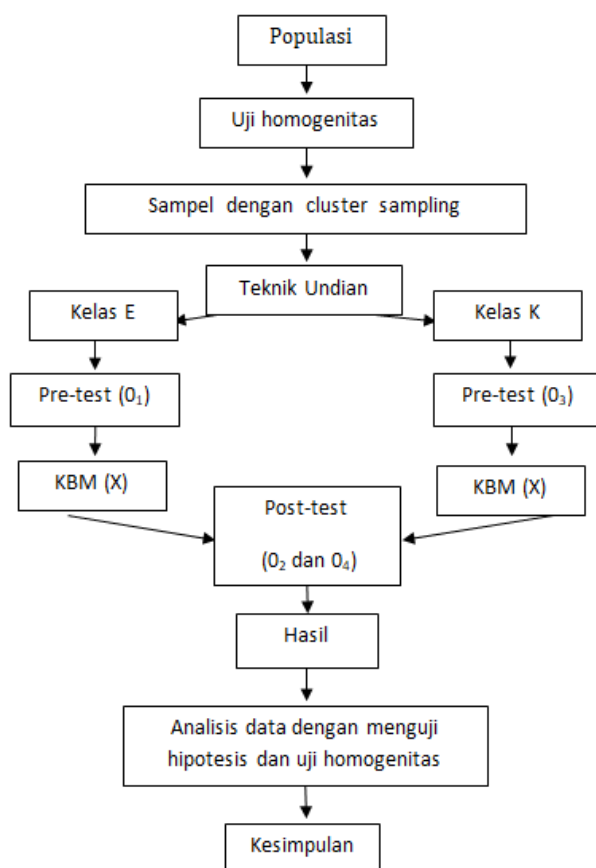 Populasi
Uji homogenitas
Sampel dengan cluster sampling
Teknik Undian
Kelas E
Kelas K
Pre-test (0₁)
Pre-test (0₃)
KBM (X)
KBM (X)
Post-test
(0₂ dan 0₄)
Hasil
Analisis data dengan menguji
hipotesis dan uji homogenitas
Kesimpulan